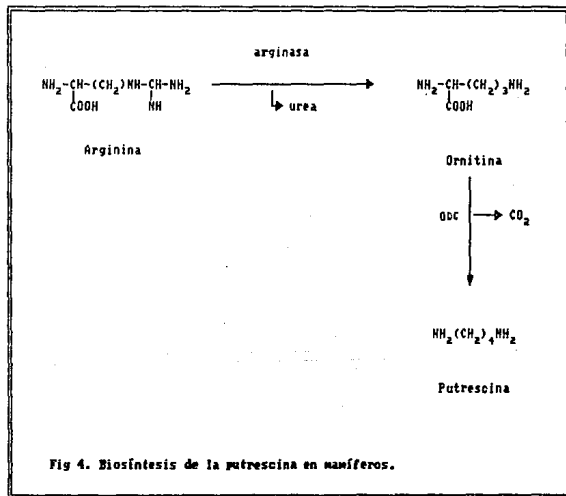 arginasa
NH2-CH-(CH2)NH-CH-NH2
COOH NH
urea
NH2-CH-(CH2)3NH2
COOH
Arginina
Ornitina
ODC CO2
NH2(CH2)4NH2
Putrescina
Fig 4. Biosíntesis de la putrescina en mamíferos.